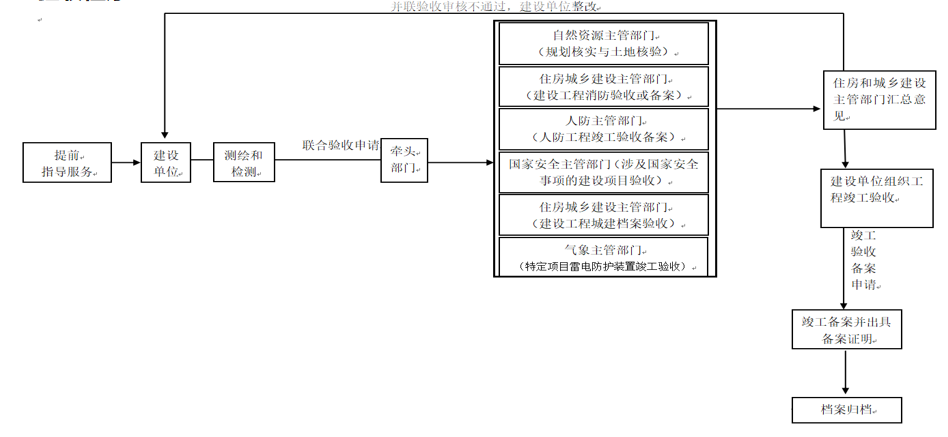 并联验收审核不通过，建设单位整改
自然资源主管部门
（规划核实与土地核验）
住房城乡建设主管部门
（建设工程消防验收或备案）
人防主管部门
（人防工程竣工验收备案）
国家安全主管部门（涉及国家安全
事项的建设项目验收）
住房城乡建设主管部门
（建设工程城建档案验收）
气象主管部门
（特定项目雷电防护装置竣工验收）
提前
指导服务
建设
单位
测绘和
检测
联合验收申请
牵头
部门
住房和城乡建设
主管部门汇总意
见
建设单位组织工
程竣工验收
竣工
验收
备案
申请
竣工备案并出具
备案证明
档案归档